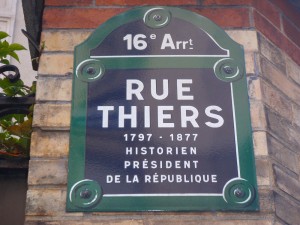 16e Arrt
RUE
THIERS
1797 - 1877
HISTORIEN
PRÉSIDENT
DE LA RÉPUBLIQUE